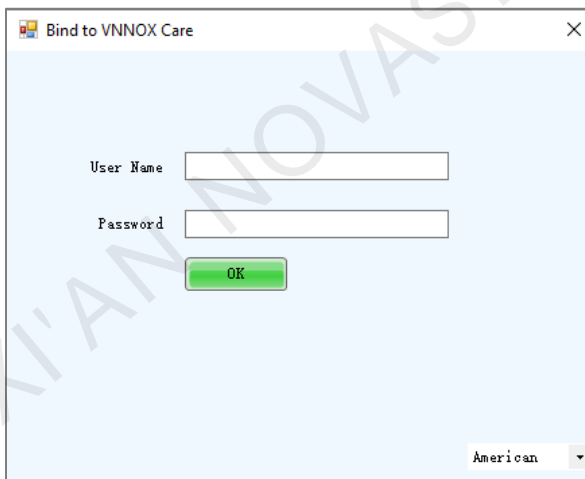 Bind to VNNOX Care
User Name
Password
OK
American
XI'AN NOVAS